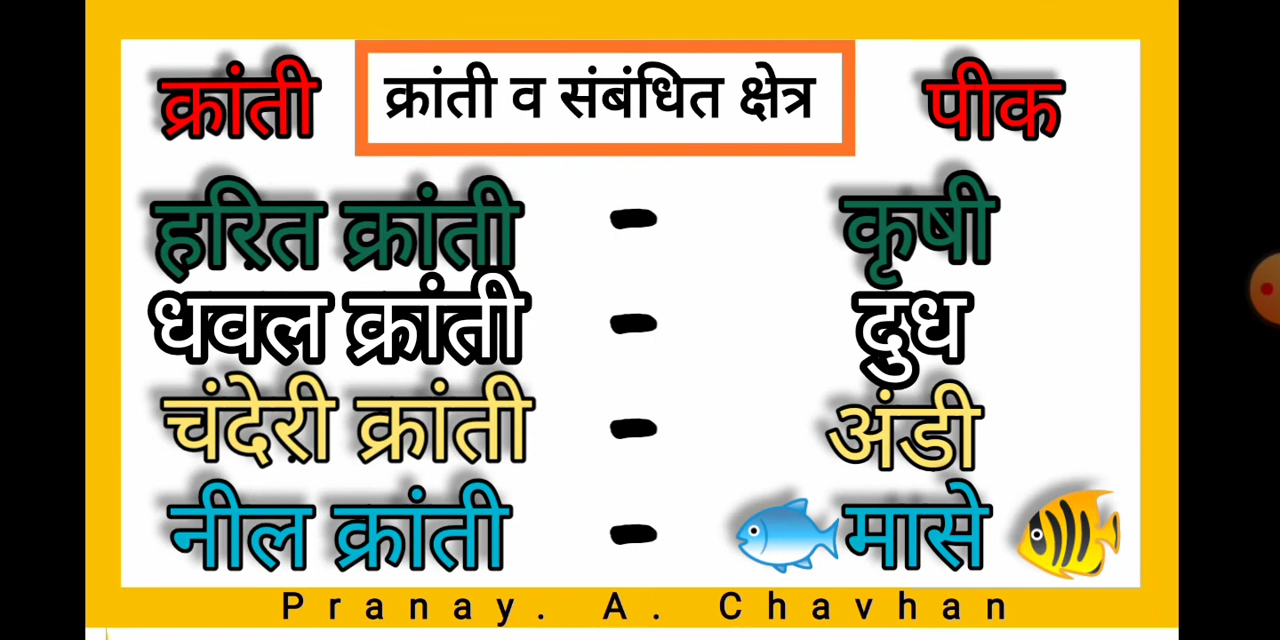 क्रांती क्रांती व संबंधित क्षेत्र पीक
हरित क्रांती - कृषी
धवल क्रांती - दुध
चंदेरी क्रांती - अंडी
नील क्रांती - मासे
Pranay. A. Chavhan